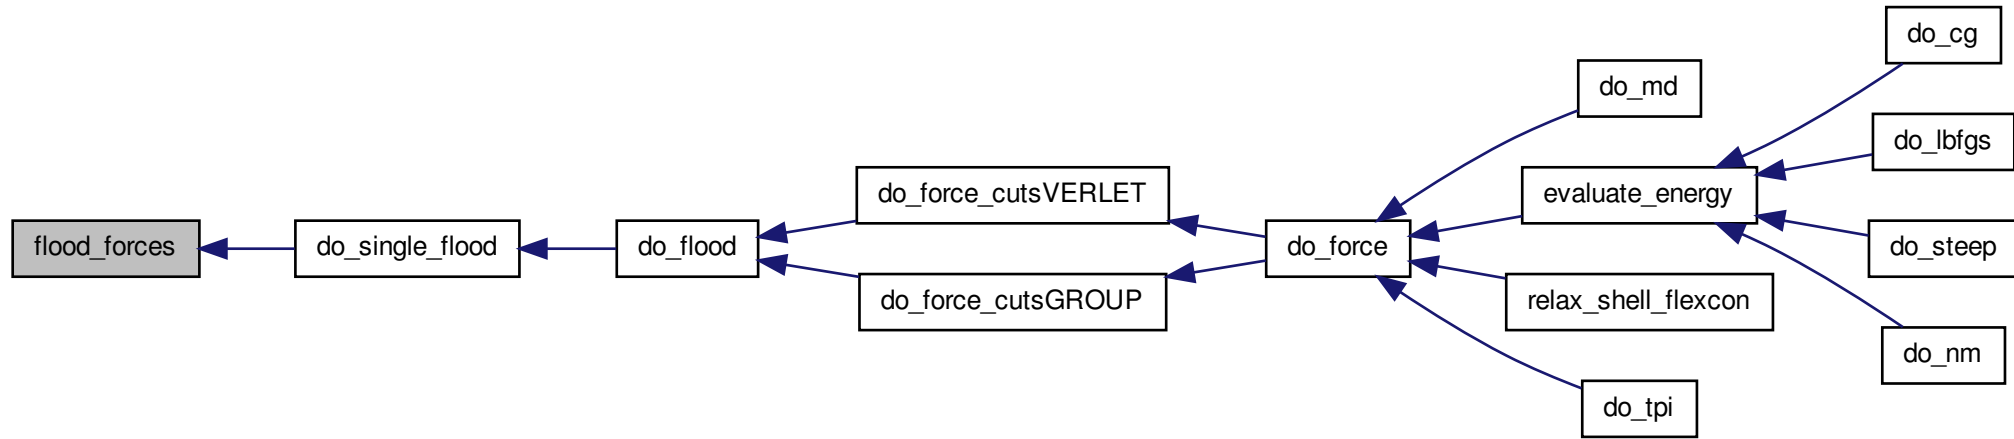 flood_forces
do_single_flood
do_flood
do_force_cutsVERLET
do_force_cutsGROUP
do_force
do_md
evaluate_energy
relax_shell_flexcon
do_tpi
do_cg
do_lbfgs
do_steep
do_nm